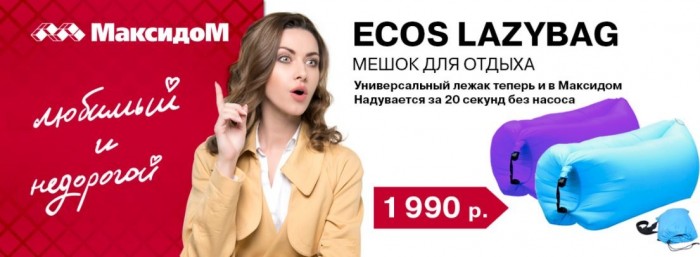 МаксидоМ
любимый
и
недорогой
ECOS LAZYBAG
МЕШОК ДЛЯ ОТДЫХА
Универсальный лежак теперь и в Максидом
Надувается за 20 секунд без насоса
1 990 р.